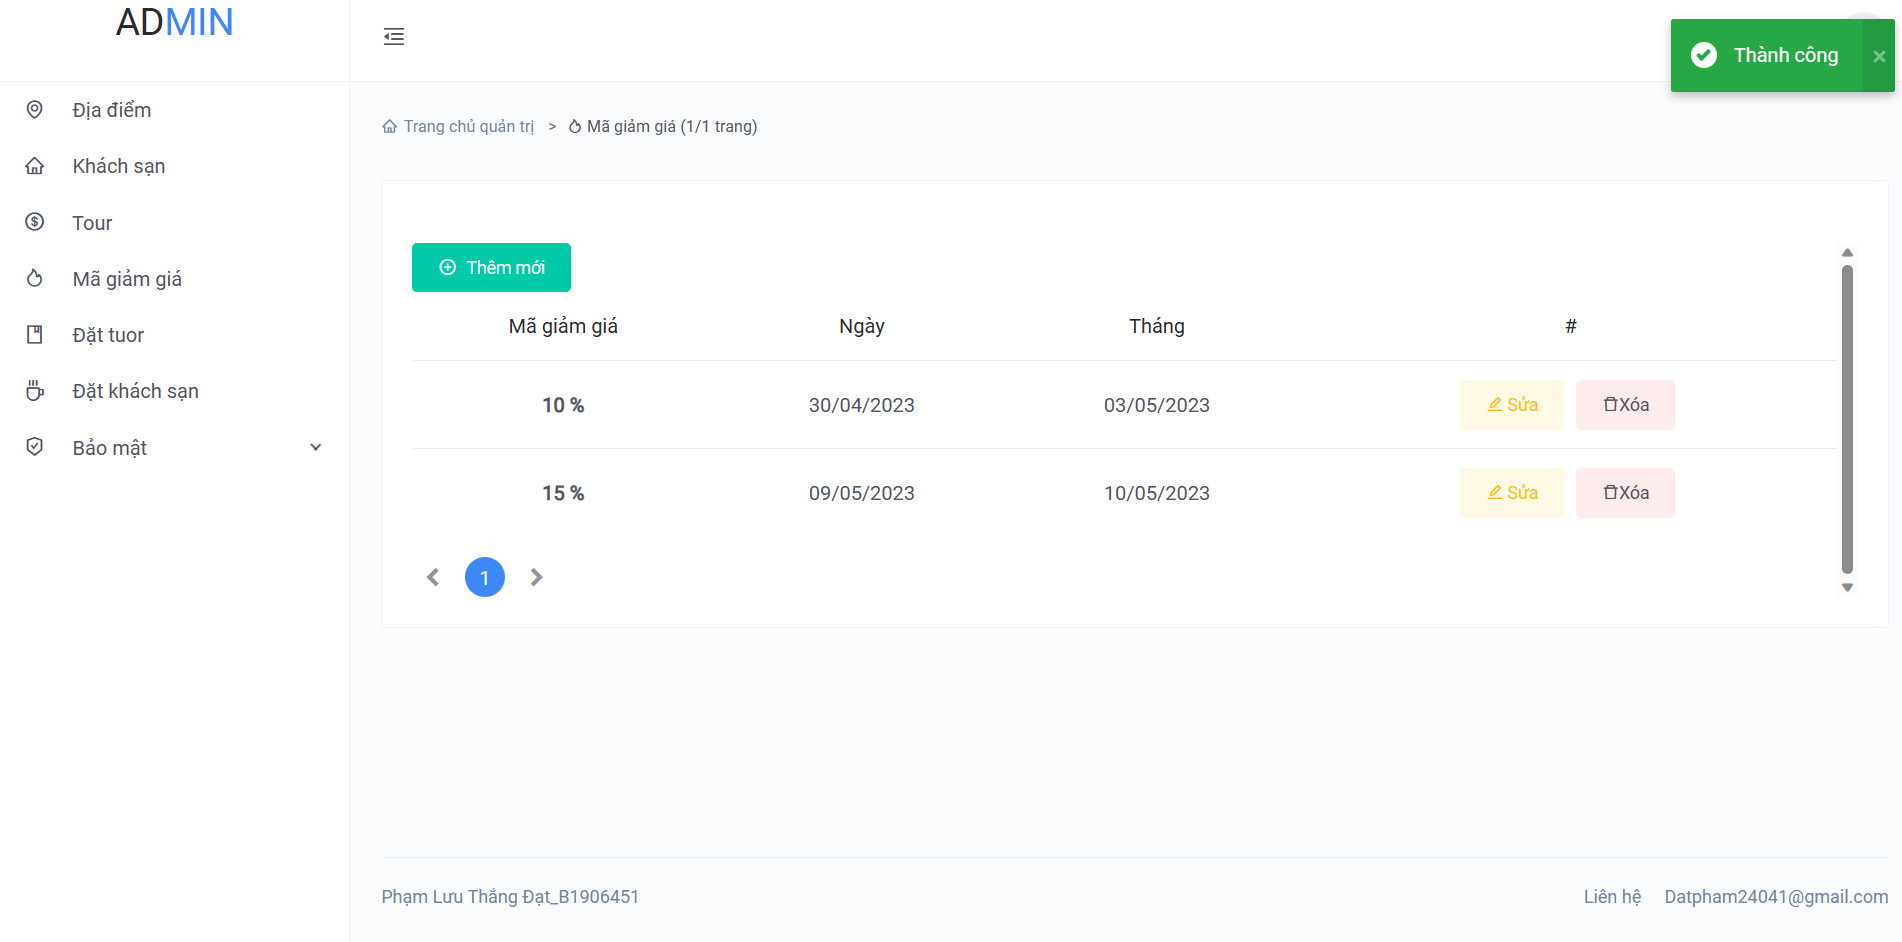 ADMIN
Thành công
Địa điểm
Khách sạn
Tour
Mã giảm giá
Đặt tuor
Đặt khách sạn
Bảo mật
Trang chủ quản trị > Mã giảm giá (1/1 trang)
Thêm mới
Mã giảm giá Ngày Tháng #
10 % 30/04/2023 03/05/2023 Sửa Xóa
15 % 09/05/2023 10/05/2023 Sửa Xóa
1
Phạm Lưu Thắng Đạt_B1906451 Liên hệ Datpham24041@gmail.com